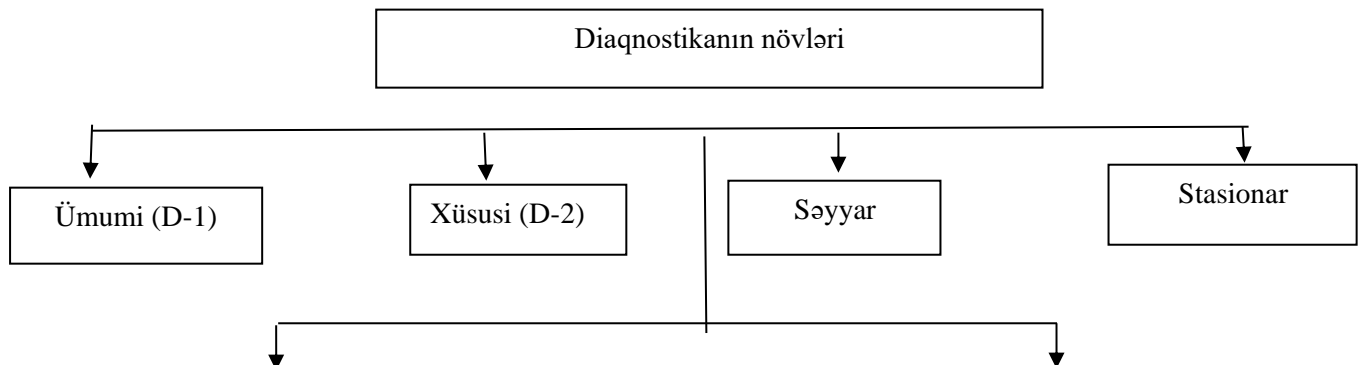 Diaqnostikanın növləri
Ümumi (D-1)
Xüsusi (D-2)
Səyyar
Stasionar